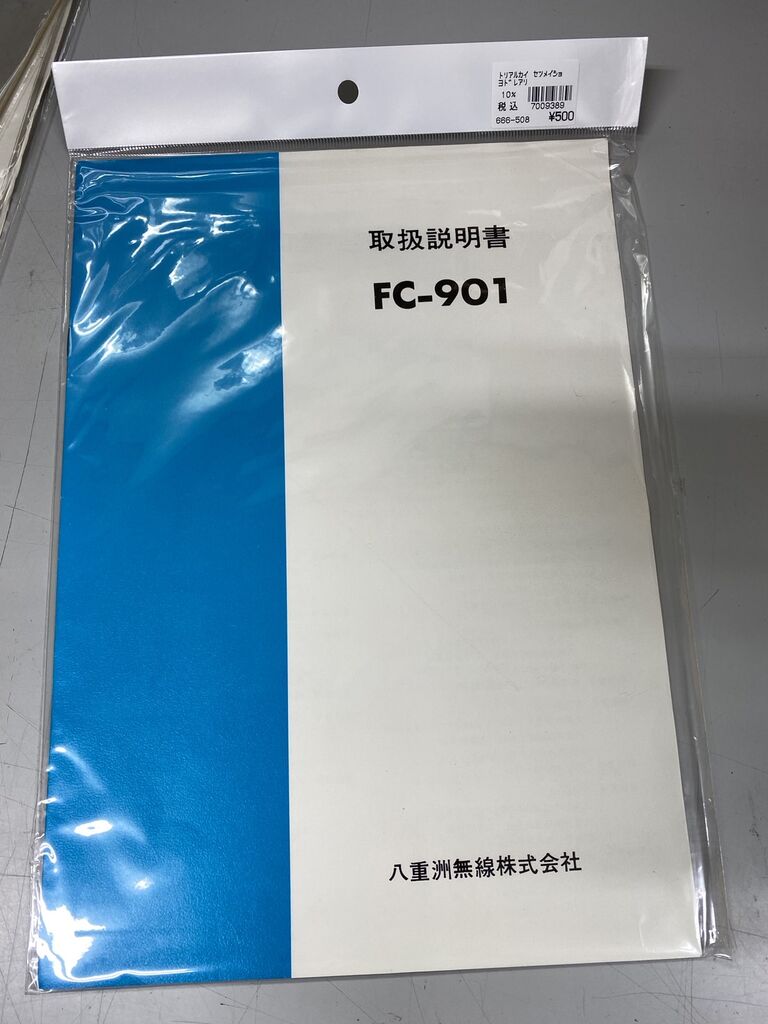 トリアルカイ セツメイショ
ヨドヾレアリ
10%
税込 7009389
666-508 ¥500
取扱説明書
FC-901
八重洲無線株式会社